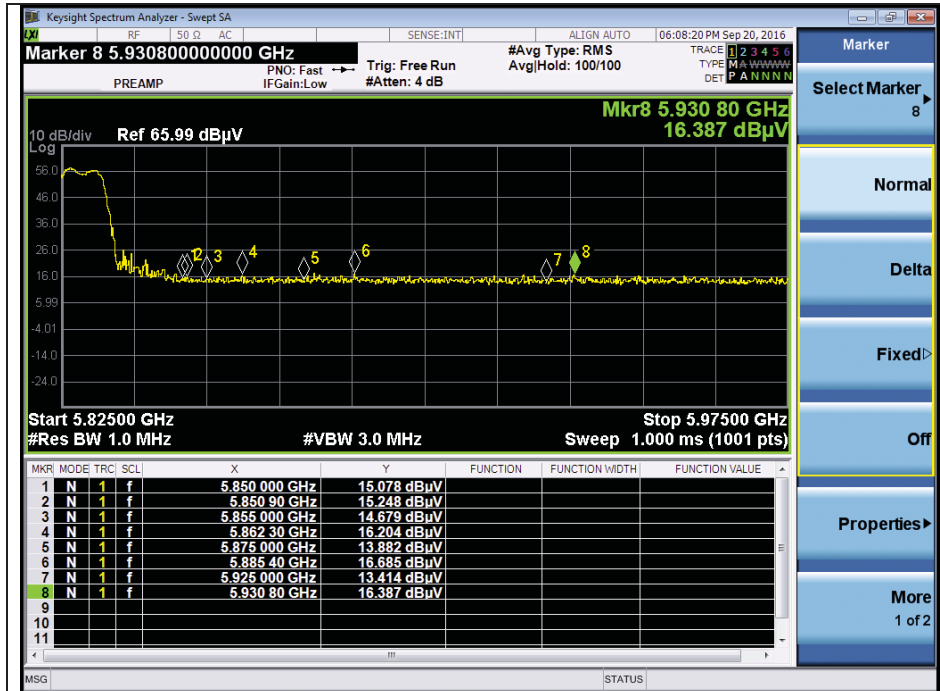 Keysight Spectrum Analyzer - Swept SA
LXI RF 50 Ω AC SENSE:INT ALIGN AUTO 06:08:20 PM Sep 20, 2016
Marker 8 5.930800000000 GHz
PNO: Fast
IFGain:Low
PREAMP
Trig: Free Run
#Atten: 4 dB
#Avg Type: RMS
Avg|Hold: 100/100
TRACE 1 2 3 4 5 6
TYPE M A W W W W
DET P A N N N N
Mkr8 5.930 80 GHz
16.387 dBµV
10 dB/div Ref 65.99 dBµV
Log
56.0
46.0
36.0
26.0
16.0
5.99
-4.01
-14.0
-24.0
1 2 3 4 5 6 7 8
Start 5.82500 GHz Stop 5.97500 GHz
#Res BW 1.0 MHz #VBW 3.0 MHz Sweep 1.000 ms (1001 pts)
MKR MODE TRC SCL X Y FUNCTION FUNCTION WIDTH FUNCTION VALUE
1 N 1 f 5.850 000 GHz 15.078 dBµV
2 N 1 f 5.850 90 GHz 15.248 dBµV
3 N 1 f 5.855 000 GHz 14.679 dBµV
4 N 1 f 5.862 30 GHz 16.204 dBµV
5 N 1 f 5.875 000 GHz 13.882 dBµV
6 N 1 f 5.885 40 GHz 16.685 dBµV
7 N 1 f 5.925 000 GHz 13.414 dBµV
8 N 1 f 5.930 80 GHz 16.387 dBµV
9
10
11
MSG STATUS
Marker
Select Marker
8
Normal
Delta
Fixed
Off
Properties
More
1 of 2